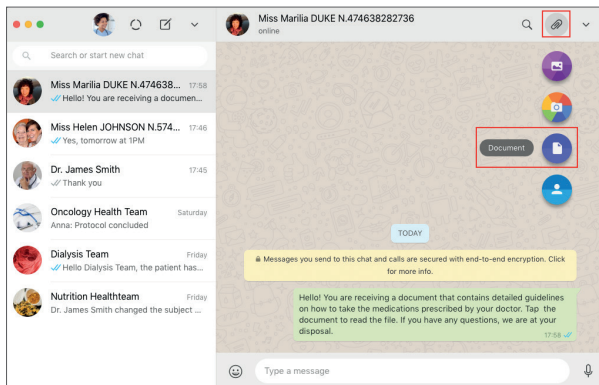 Search or start new chat
Miss Marilia DUKE N.474638... 17:58
Hello! You are receiving a documen...
Miss Helen JOHNSON N.574... 17:46
Yes, tomorrow at 1PM
Dr. James Smith 17:45
Thank you
Oncology Health Team Saturday
Anna: Protocol concluded
Dialysis Team Friday
Hello Dialysis Team, the patient has...
Nutrition Healthteam Friday
Dr. James Smith changed the subject ...
Miss Marilia DUKE N.474638282736
online
Document
TODAY
Messages you send to this chat and calls are secured with end-to-end encryption. Click
for more info.
Hello! You are receiving a document that contains detailed guidelines
on how to take the medications prescribed by your doctor. Tap the
document to read the file. If you have any questions, we are at your
disposal.
17:58
Type a message